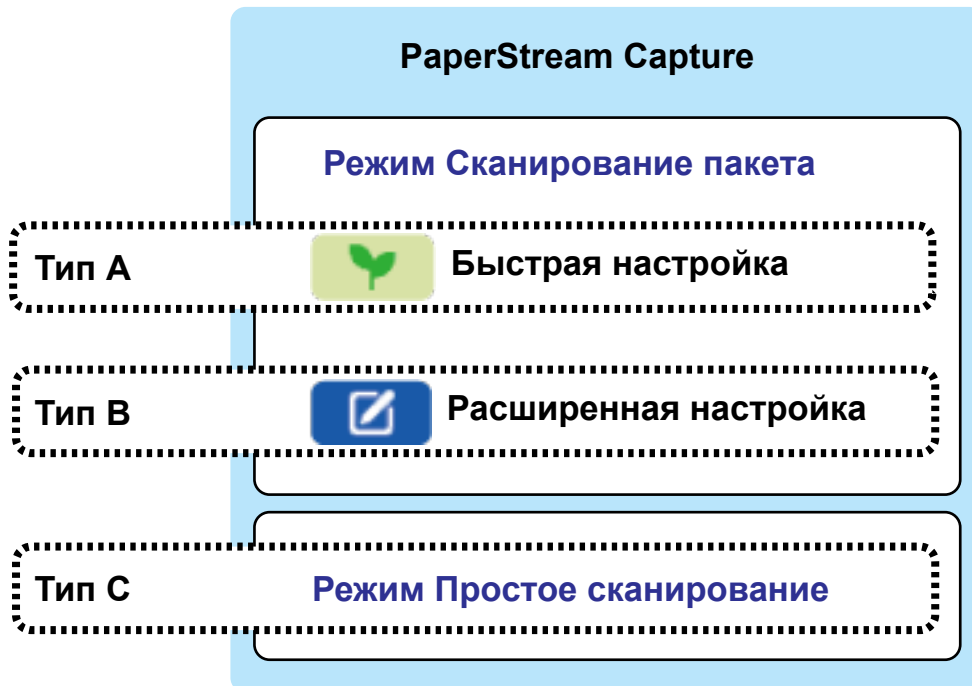 PaperStream Capture
Режим Сканирование пакета
Тип A
Быстрая настройка
Тип B
Расширенная настройка
Тип C
Режим Простое сканирование